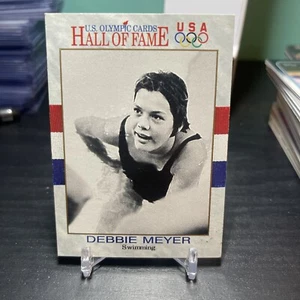 U.S. OLYMPIC CARDS
HALL OF FAME
USA
DEBBIE MEYER
Swimming